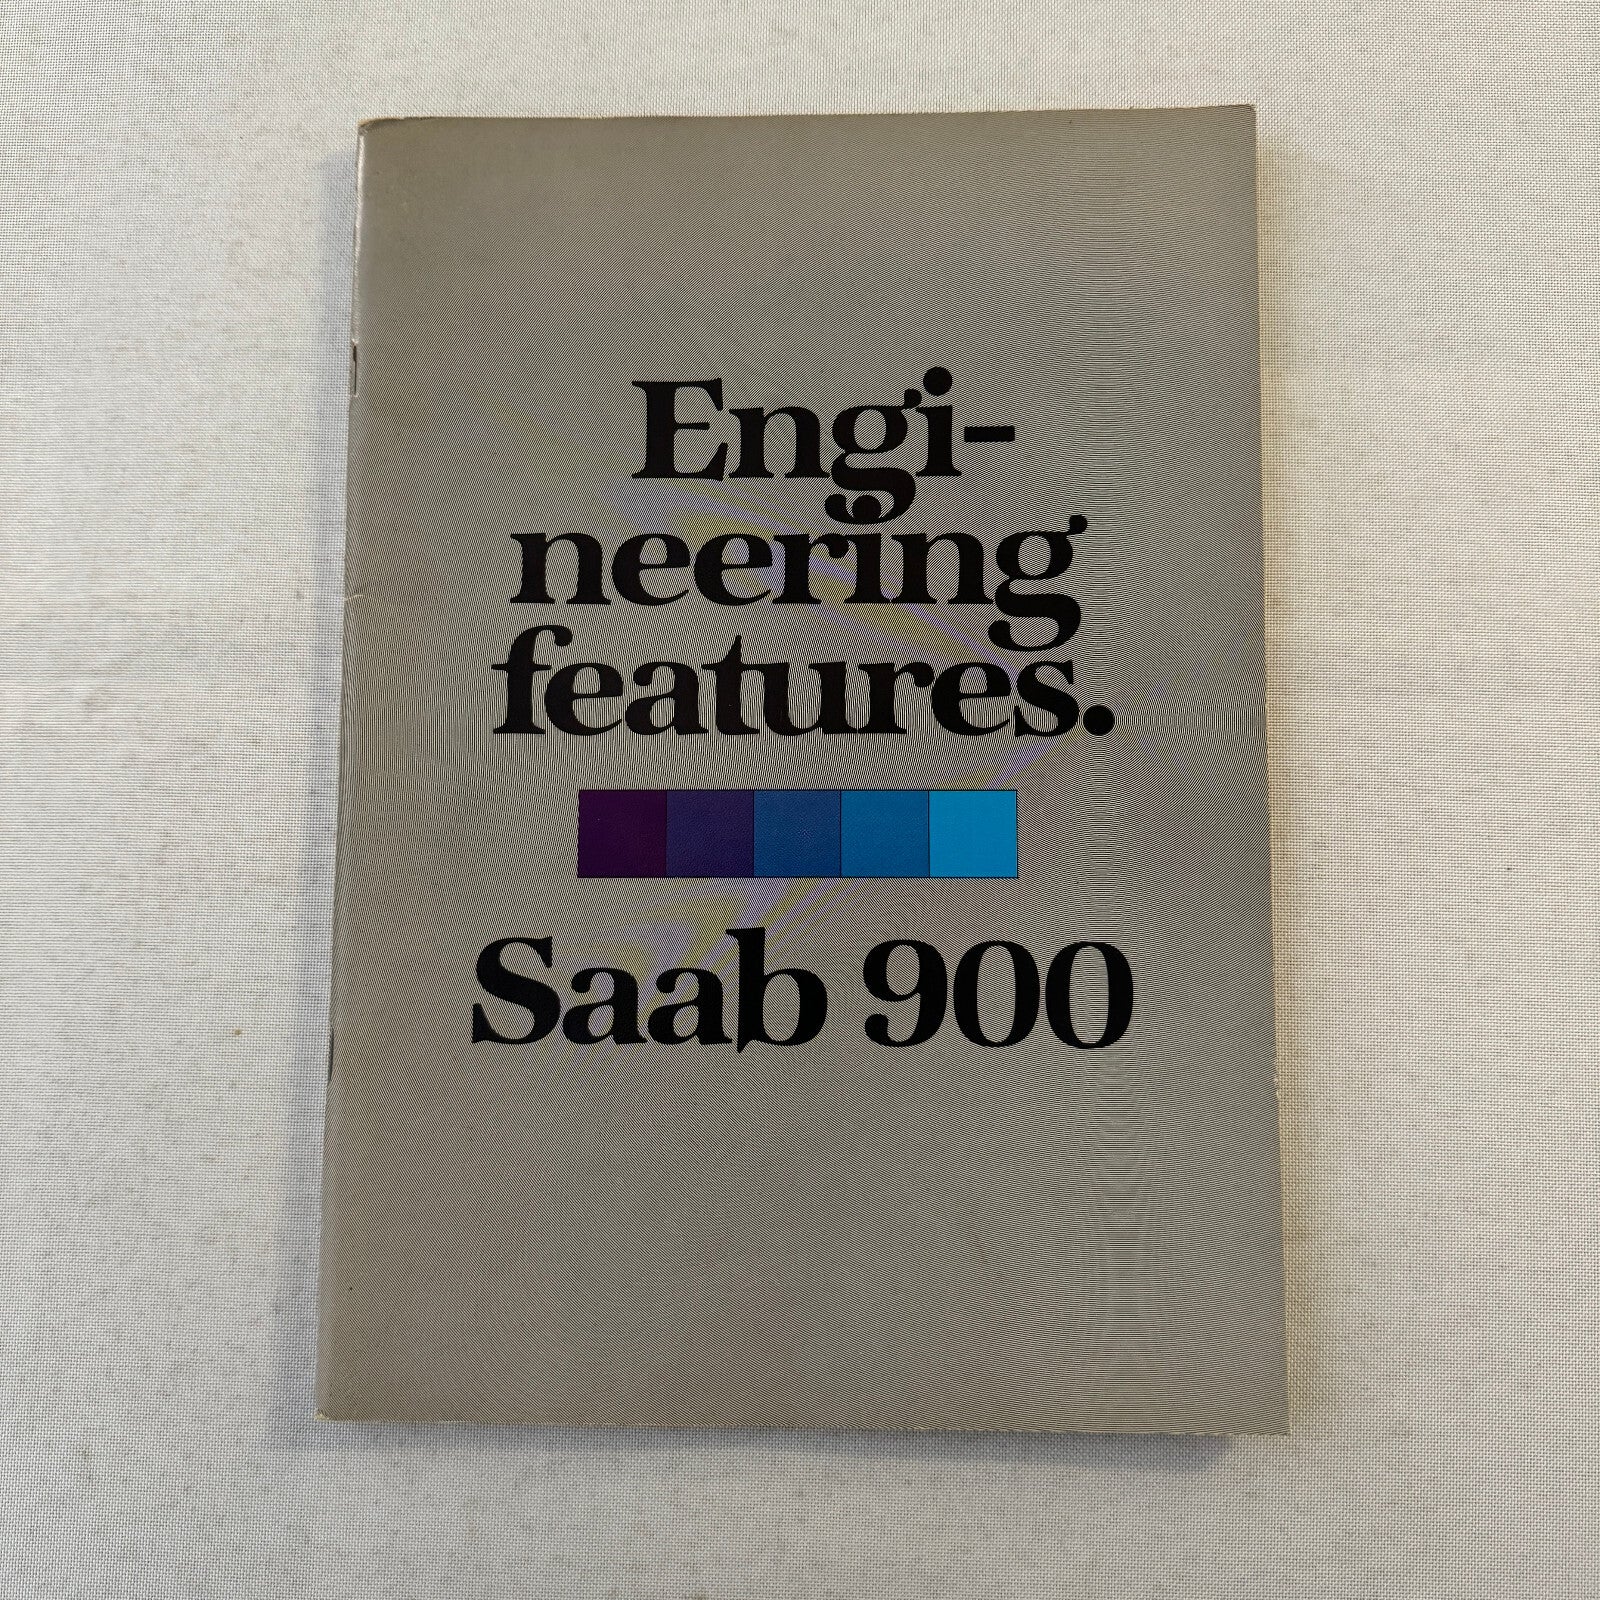 Engi-
neering
features.
Saab 900